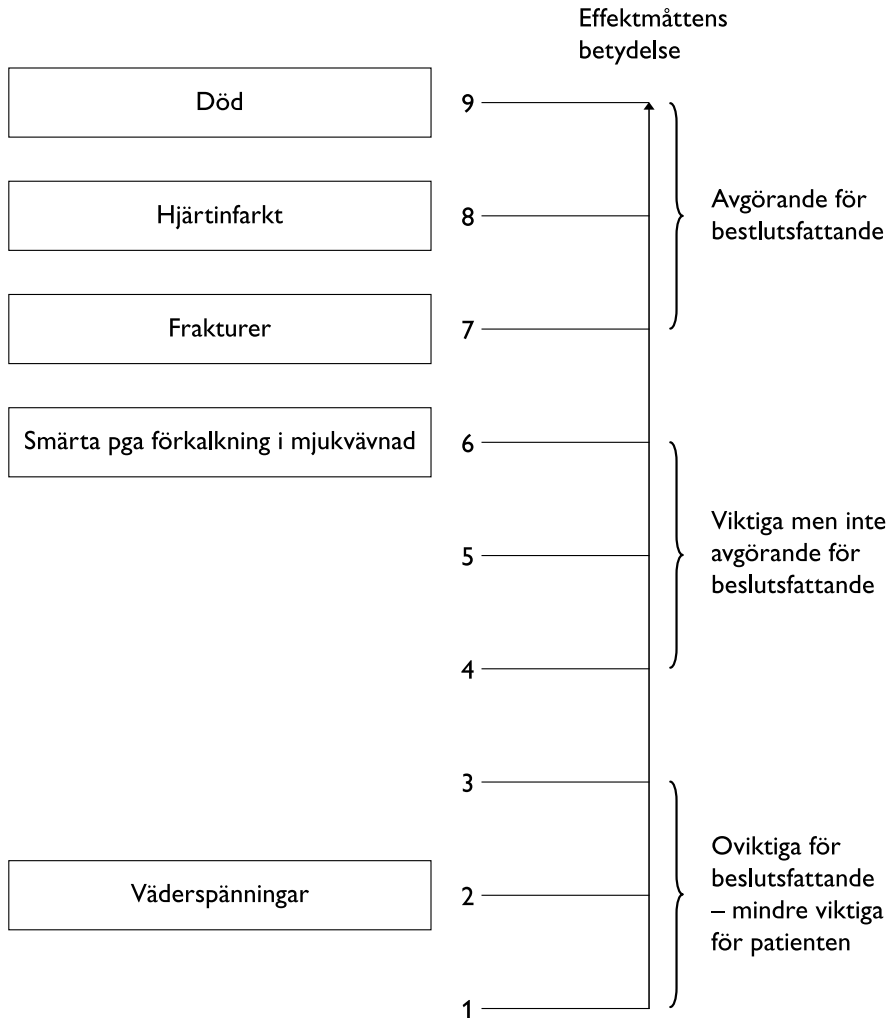 Effektmåttens
betydelse
Död
9
Hjärtinfarkt
8
Avgörande för
bestlutsfattande
Frakturer
7
Smärta pga förkalkning i mjukvävnad
6
5
Viktiga men inte
avgörande för
beslutsfattande
4
3
Väderspänningar
2
Oviktiga för
beslutsfattande
– mindre viktiga
för patienten
1